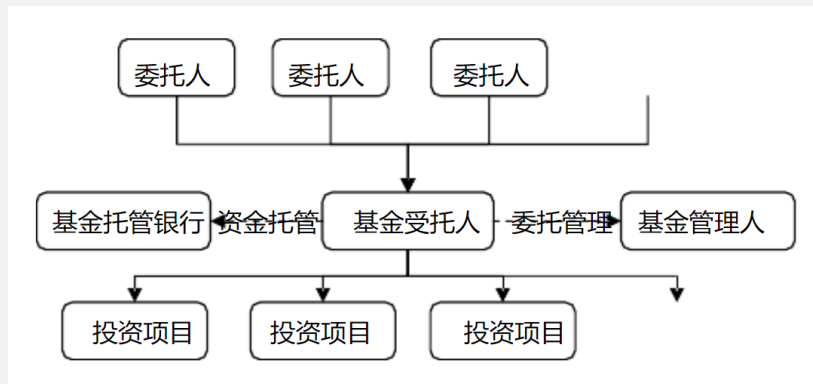 委托人 委托人 委托人
基金托管银行 资金托管 基金受托人 委托管理 基金管理人
投资项目 投资项目 投资项目